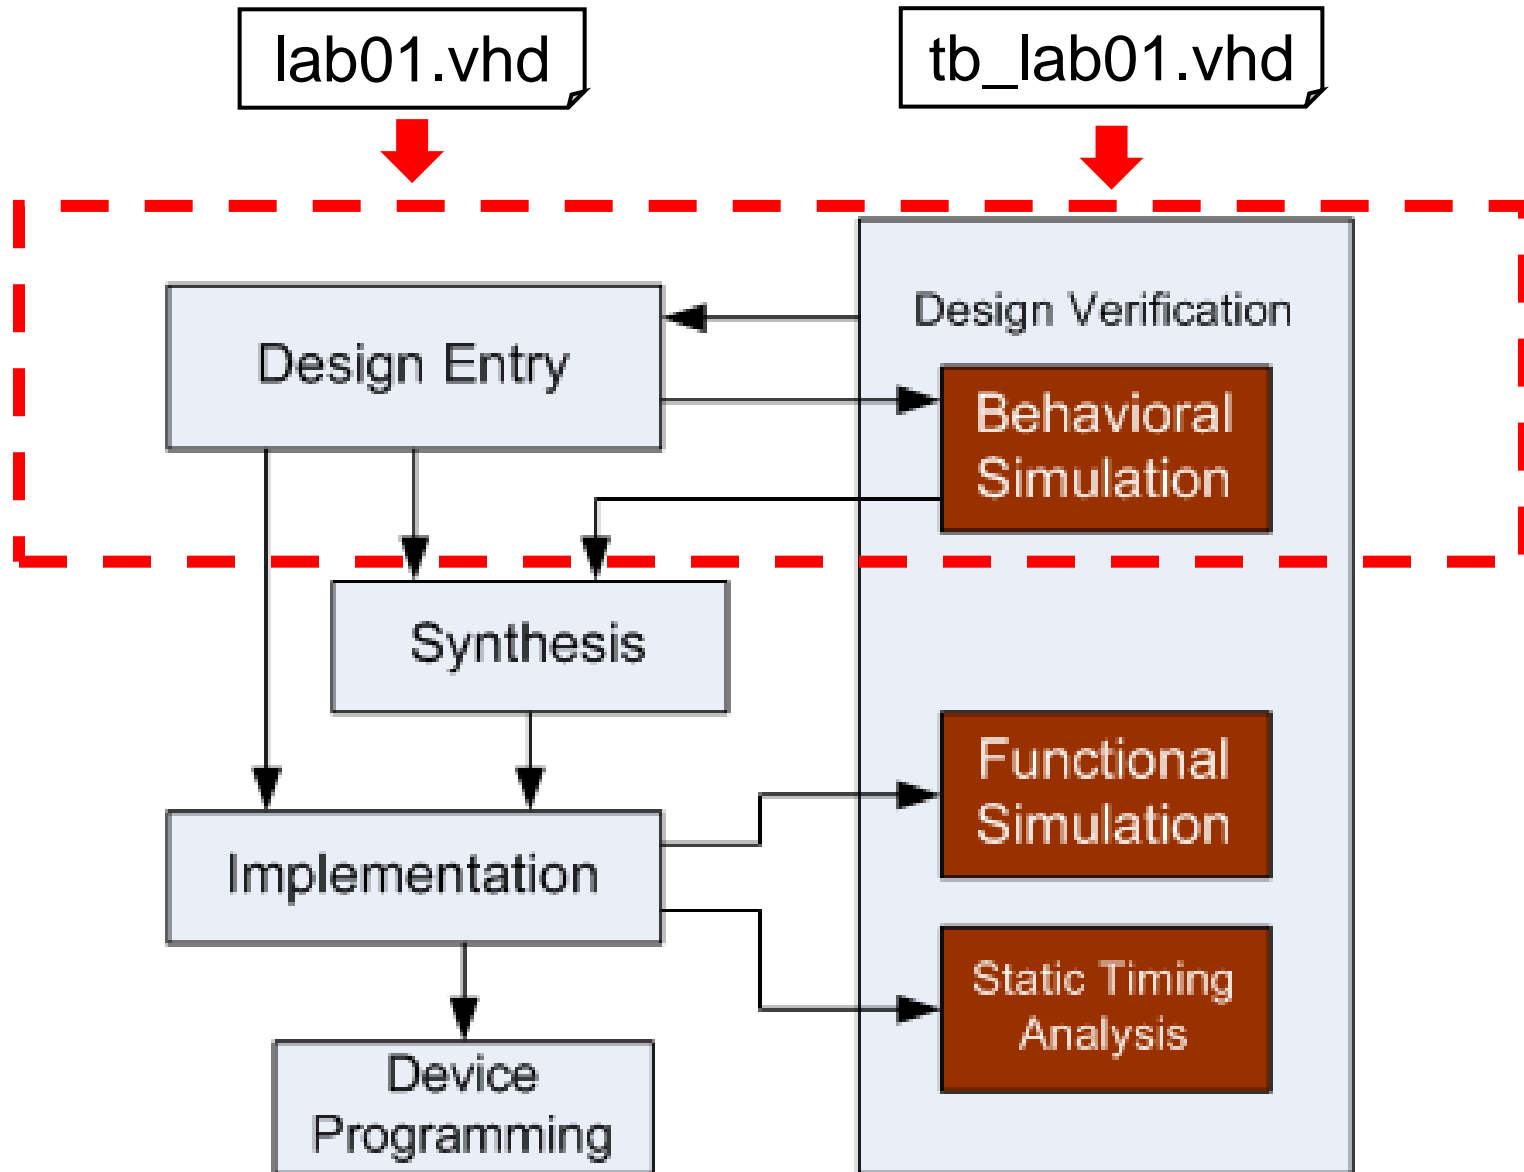 lab01.vhd
tb_lab01.vhd
Design Entry
Design Verification
Behavioral
Simulation
Synthesis
Functional
Simulation
Implementation
Static Timing
Analysis
Device
Programming